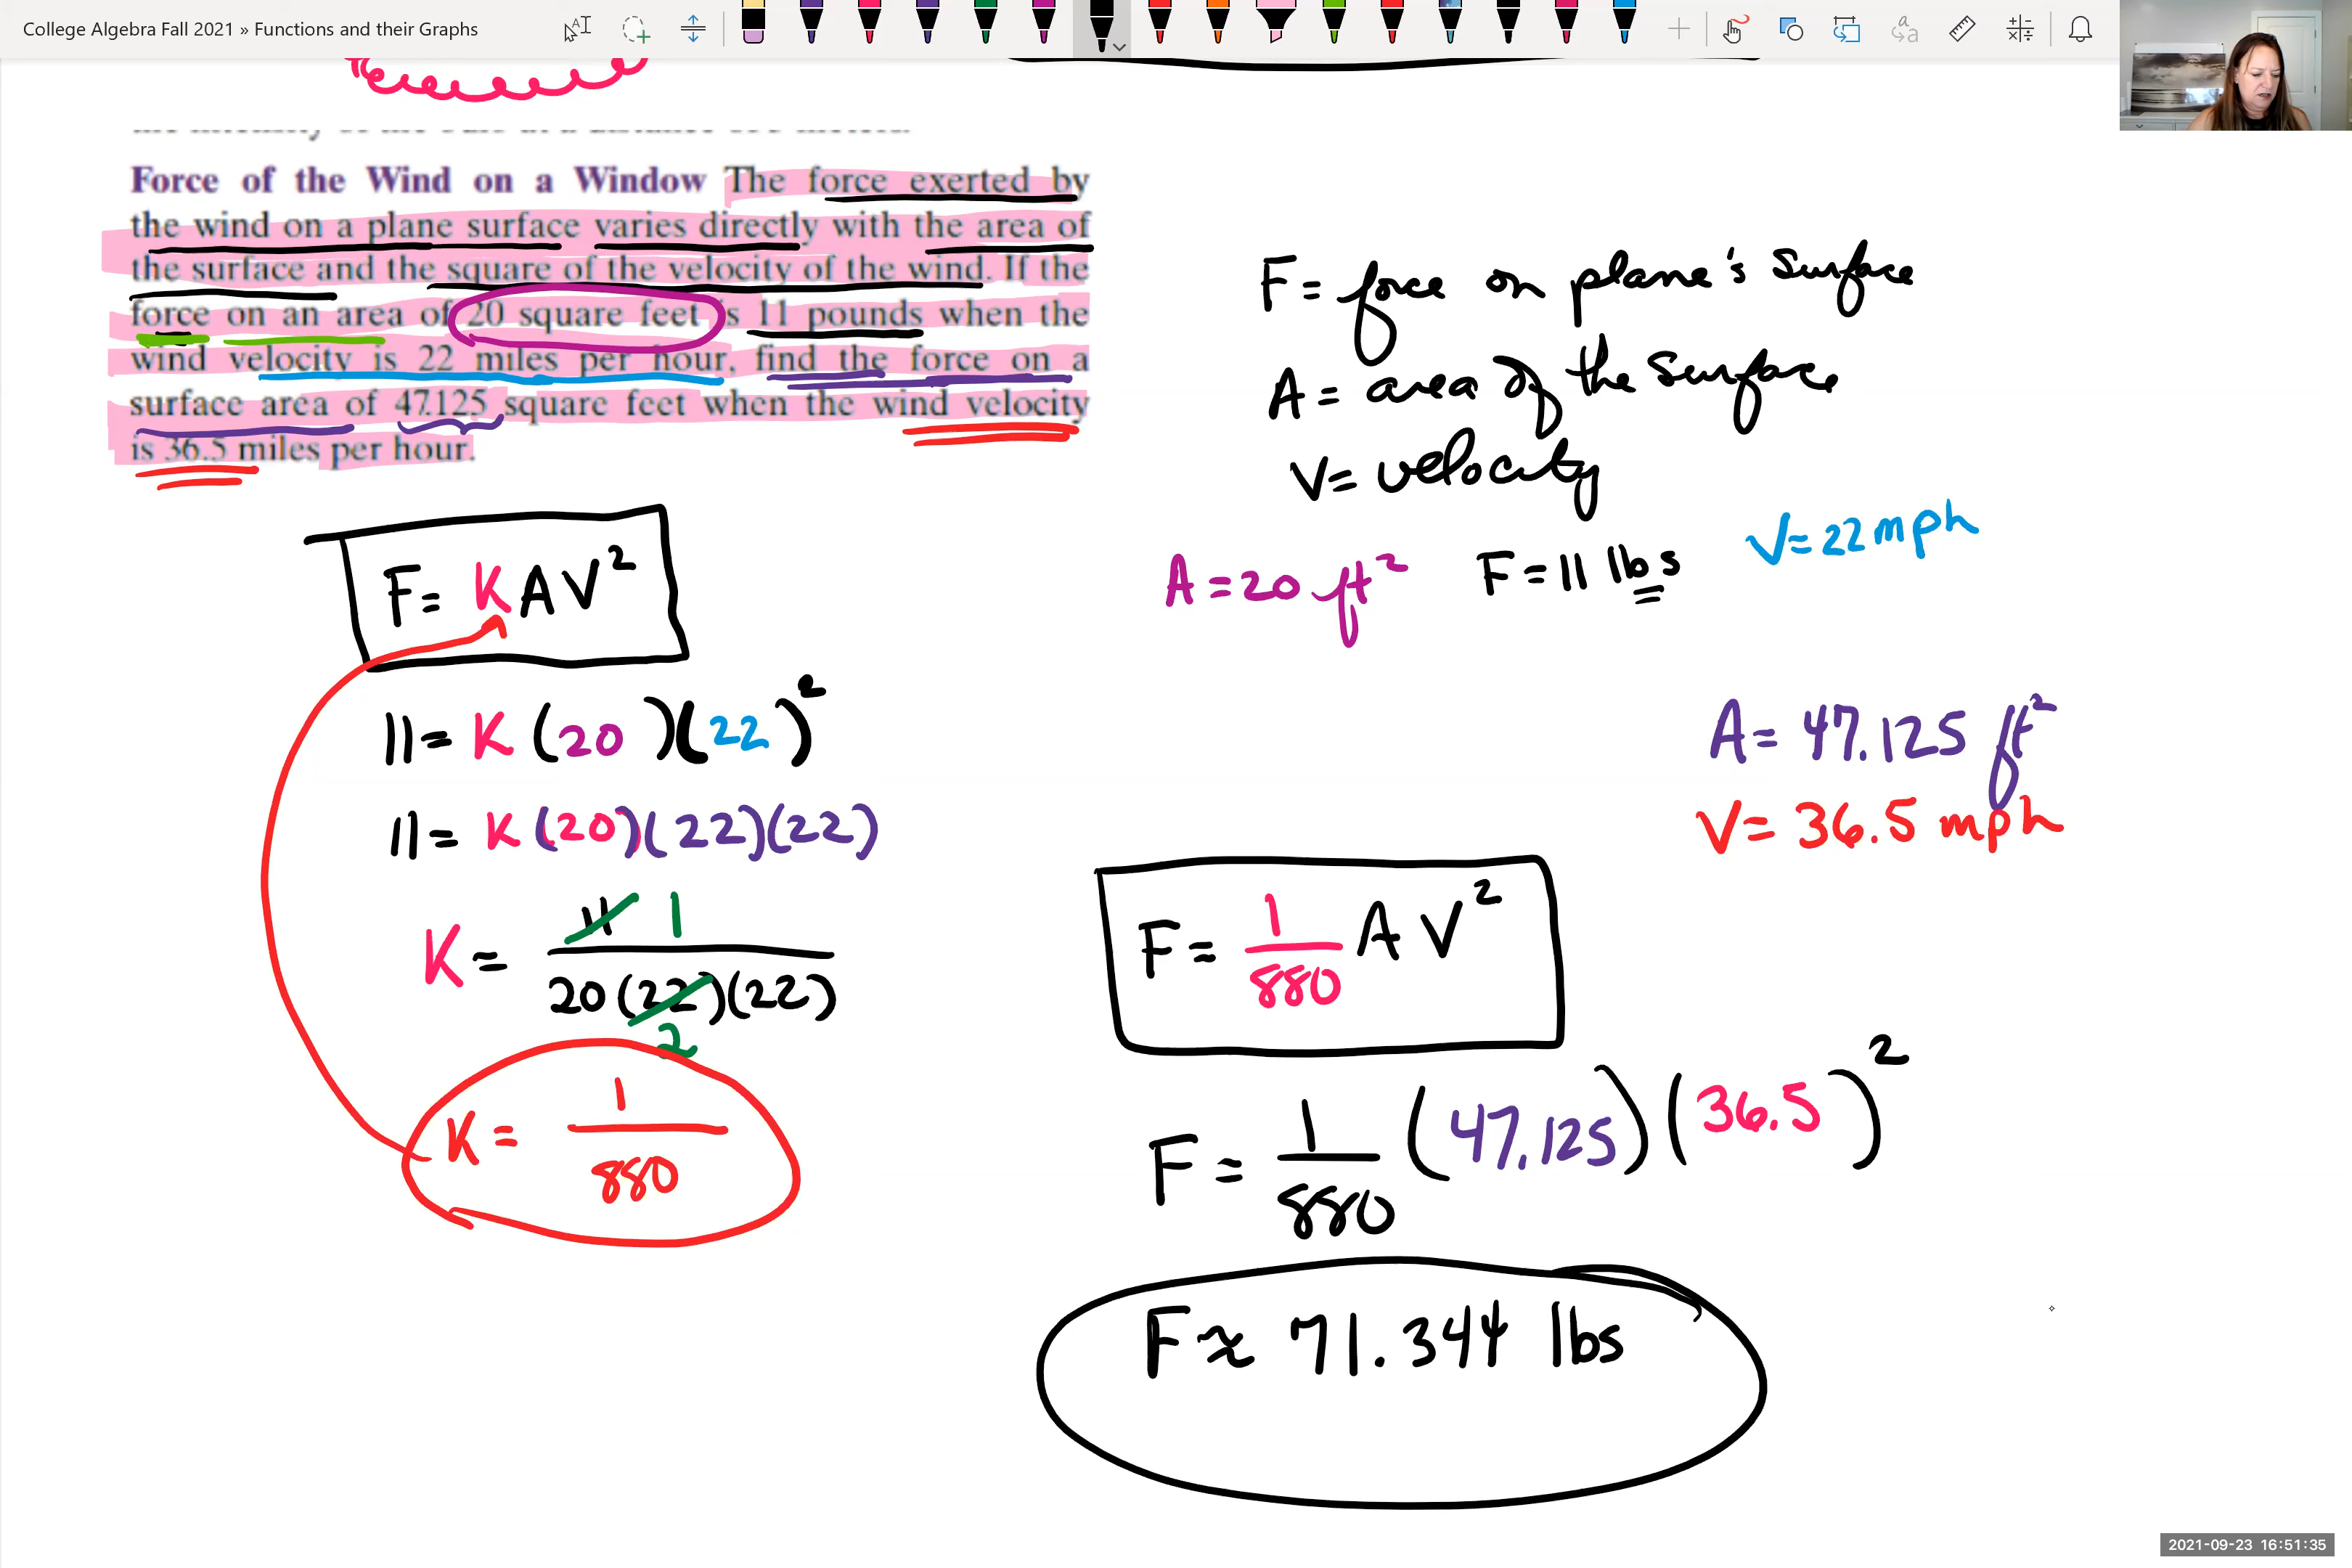 College Algebra Fall 2021 » Functions and their Graphs
Force of the Wind on a Window The force exerted by
the wind on a plane surface varies directly with the area of
the surface and the square of the velocity of the wind. If the
force on an area of 20 square feet is 11 pounds when the
wind velocity is 22 miles per hour, find the force on a
surface area of 47.125 square feet when the wind velocity
is 36.5 miles per hour.
F = force on plane's surface
A = area of the surface
V = velocity
A = 20 ft²
F = 11 lbs
V = 22 mph
F = K A V²
11 = K (20)(22)²
11 = K (20)(22)(22)
K = 11 1
20 (22)(22)
2
K = 1
880
A = 47.125 ft²
V = 36.5 mph
F = 1/880 A V²
F = 1/880 (47.125)(36.5)²
F ≈ 71.344 lbs
2021-09-23 16:51:35